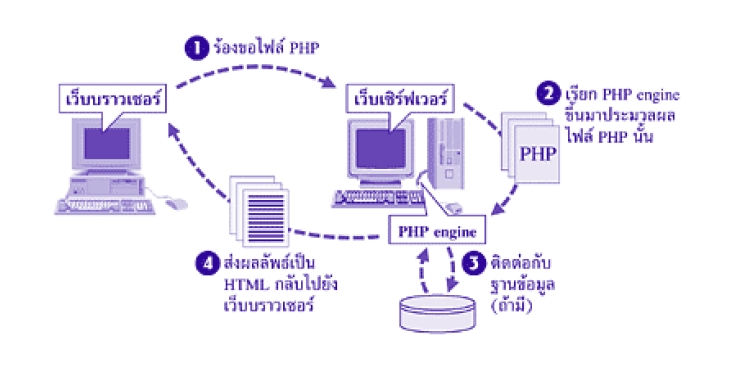 1 ร้องขอไฟล์ PHP
เว็บบราวเซอร์
เว็บเซิร์ฟเวอร์
2 เรียก PHP engine
ขึ้นมาประมวลผล
ไฟล์ PHP นั้น
PHP
PHP engine
3 ติดต่อกับ
ฐานข้อมูล
(ถ้ามี)
4 ส่งผลลัพธ์เป็น
HTML กลับไปยัง
เว็บบราวเซอร์